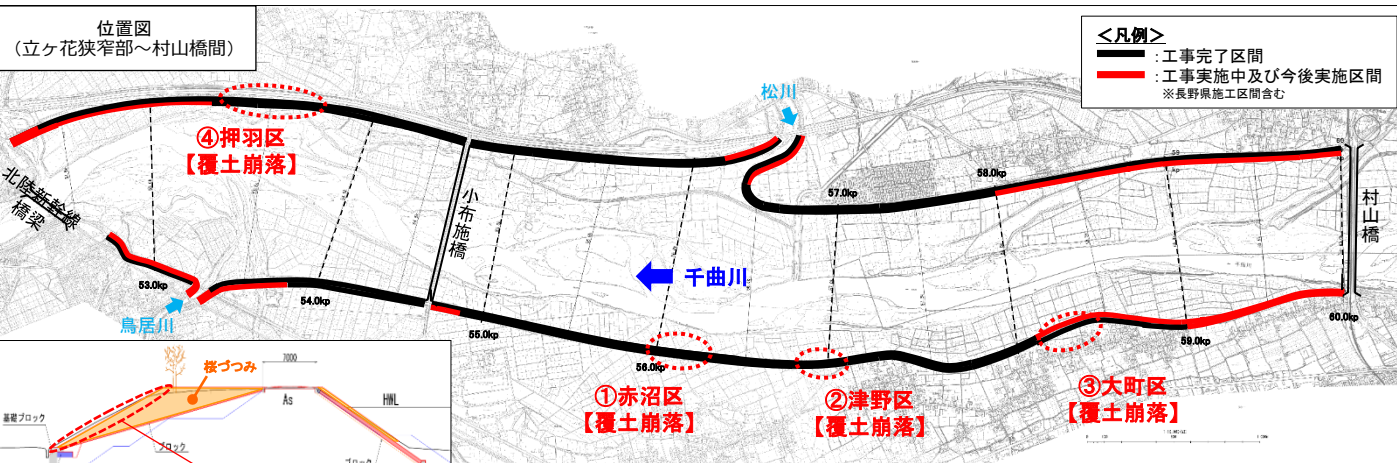 位置図
（立ヶ花狭窄部～村山橋間）
＜凡例＞
：工事完了区間
：工事実施中及び今後実施区間
※長野県施工区間含む
松川
④押羽区
【覆土崩落】
北陸新幹線
橋梁
小布施橋
57.0kp
58.0kp
村山橋
千曲川
53.0kp
54.0kp
鳥居川
55.0kp
56.0kp
59.0kp
60.0kp
①赤沼区
【覆土崩落】
②津野区
【覆土崩落】
③大町区
【覆土崩落】
7000
桜づつみ
As
HWL
基礎ブロック
ブロック
ブロック